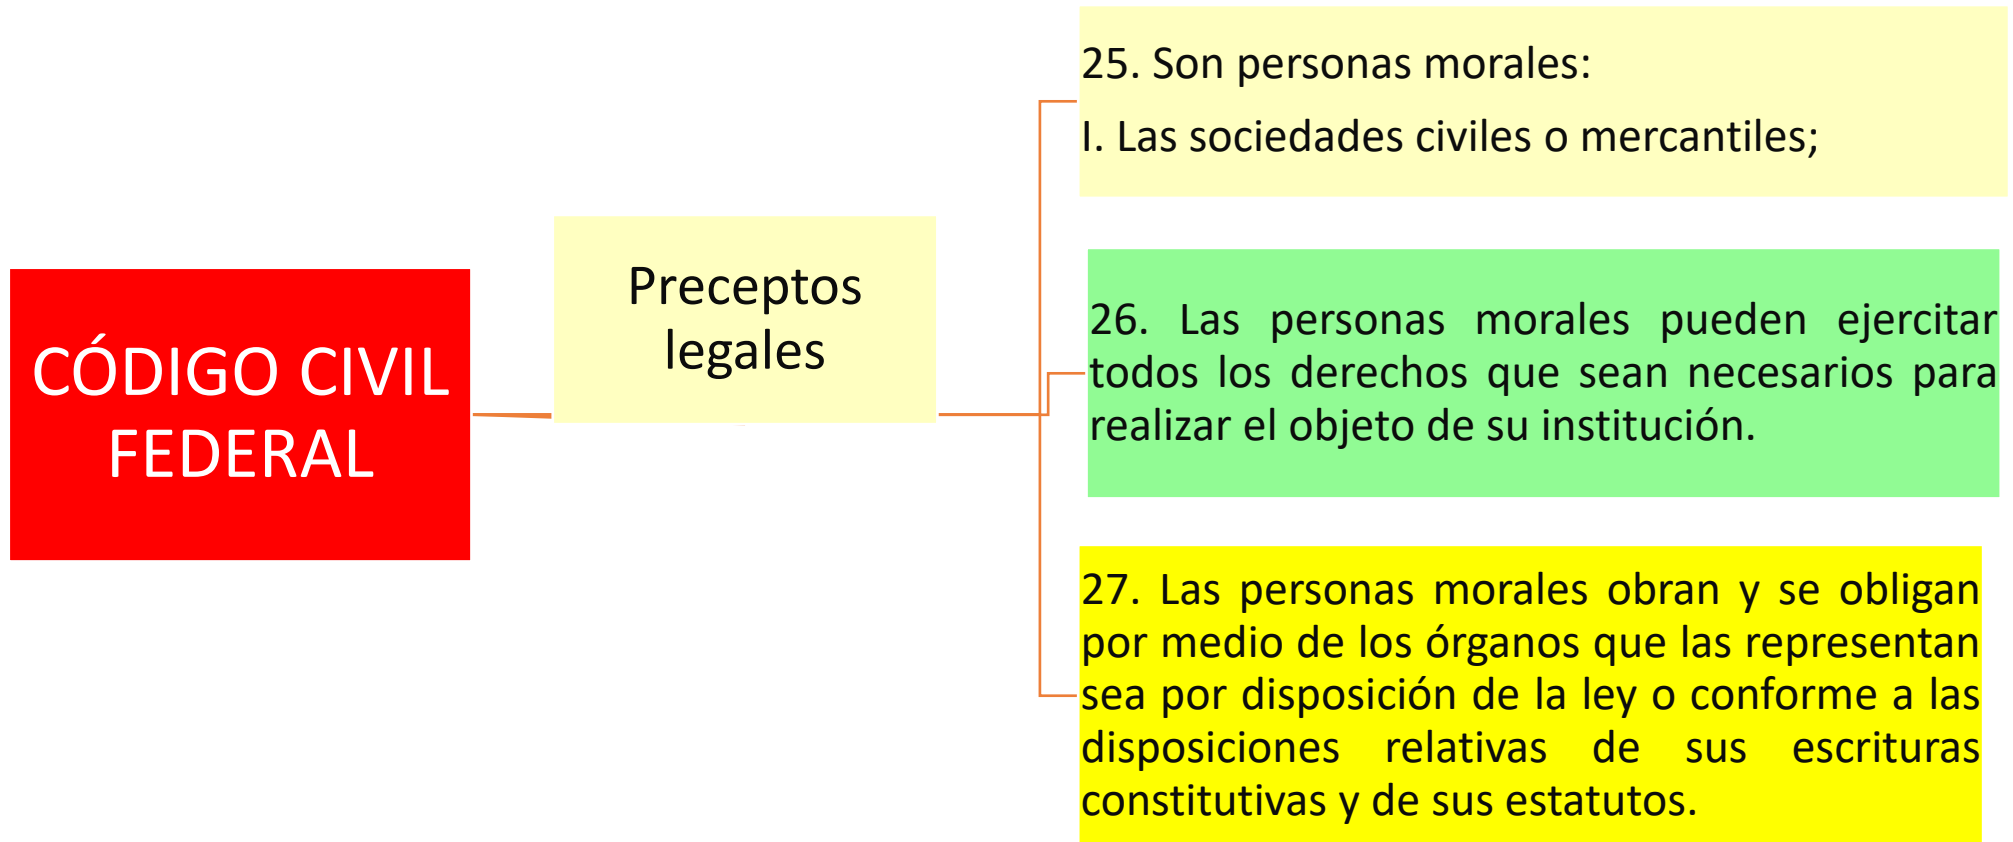 CÓDIGO CIVIL
FEDERAL
Preceptos
legales
25. Son personas morales:
I. Las sociedades civiles o mercantiles;
26. Las personas morales pueden ejercitar
todos los derechos que sean necesarios para
realizar el objeto de su institución.
27. Las personas morales obran y se obligan
por medio de los órganos que las representan
sea por disposición de la ley o conforme a las
disposiciones relativas de sus escrituras
constitutivas y de sus estatutos.